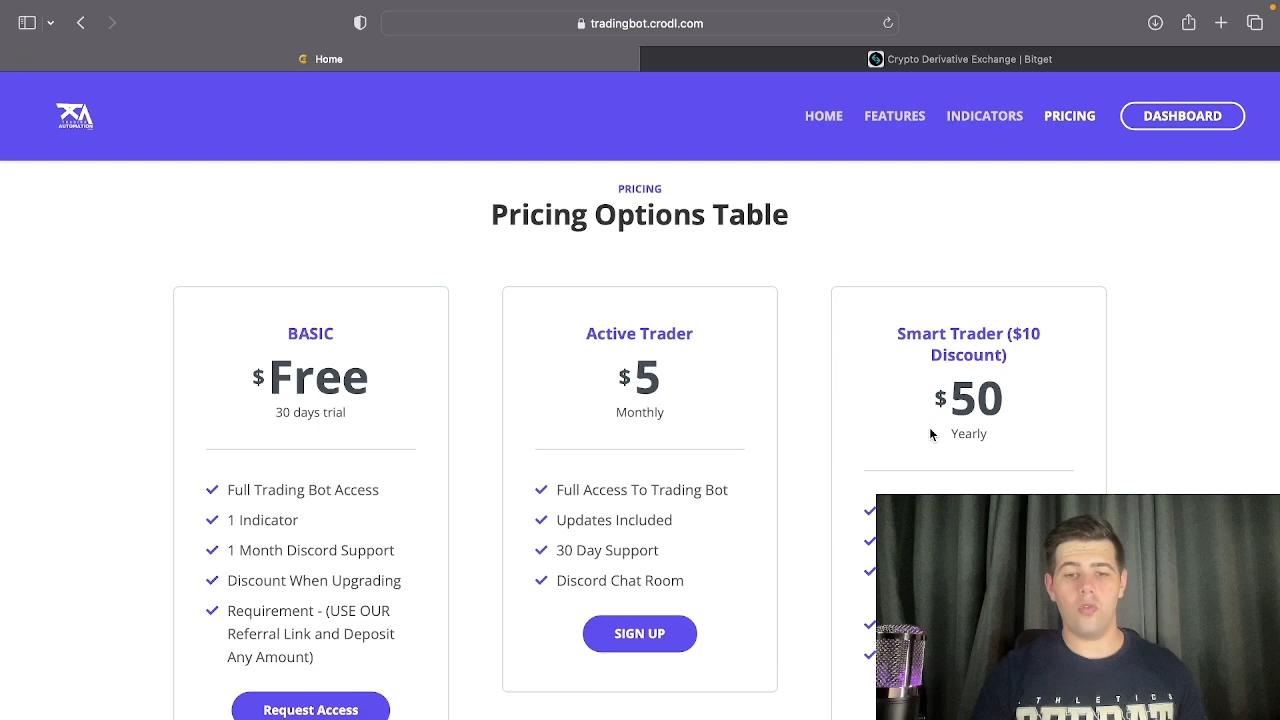 tradingbot.crodl.com
Home
Crypto Derivative Exchange | Bitget
XA
TRADING
AUTOMATION
HOME
FEATURES
INDICATORS
PRICING
DASHBOARD
PRICING
Pricing Options Table
BASIC
$Free
30 days trial
Full Trading Bot Access
1 Indicator
1 Month Discord Support
Discount When Upgrading
Requirement - (USE OUR
Referral Link and Deposit
Any Amount)
Request Access
Active Trader
$5
Monthly
Full Access To Trading Bot
Updates Included
30 Day Support
Discord Chat Room
SIGN UP
Smart Trader ($10
Discount)
$50
Yearly